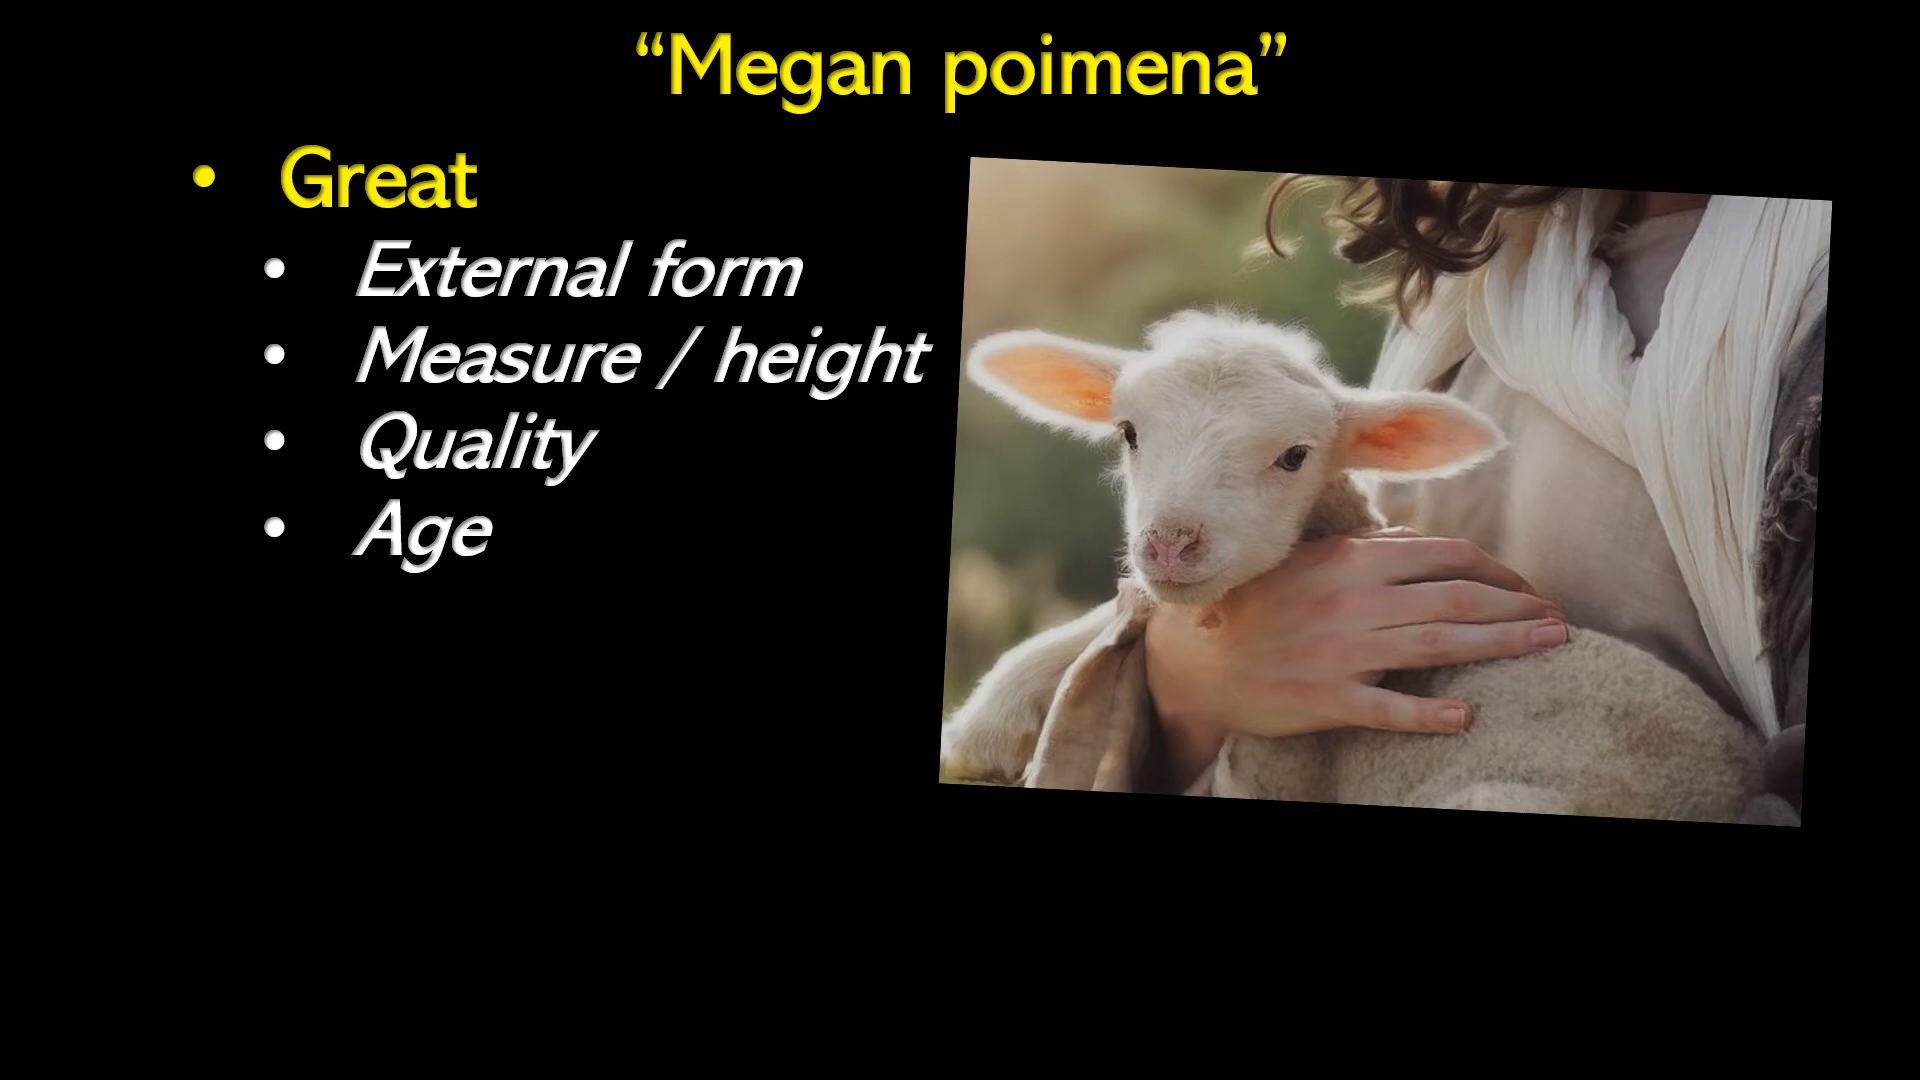 “Megan poimena”
• Great
• External form
• Measure / height
• Quality
• Age